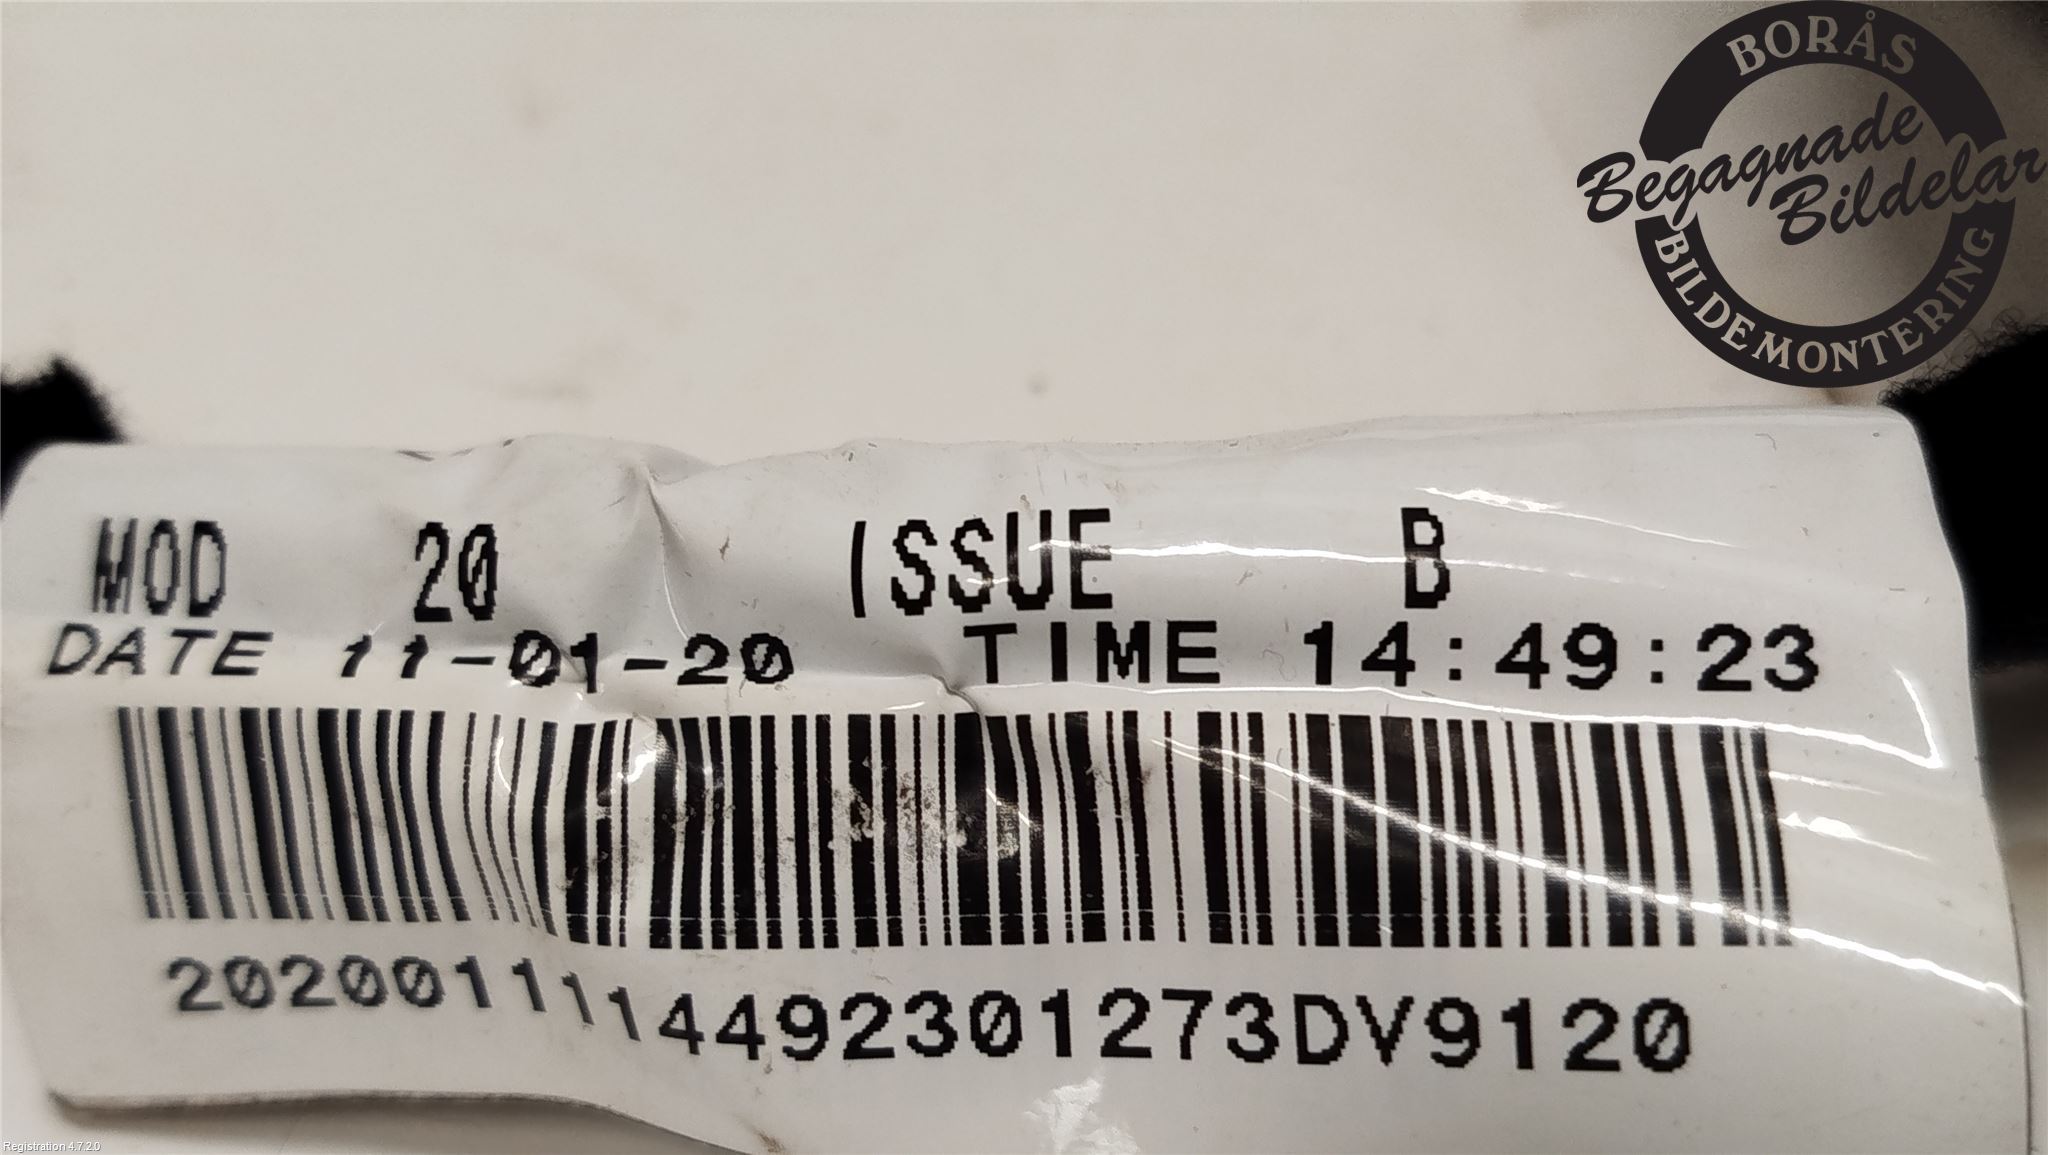 BORÅS
Begagnade
Bildelar
BILDEMONTERING
MOD 20 ISSUE B
DATE 11-01-20 TIME 14:49:23
2020011114492301273DV9120
Registration 4.7.2.0